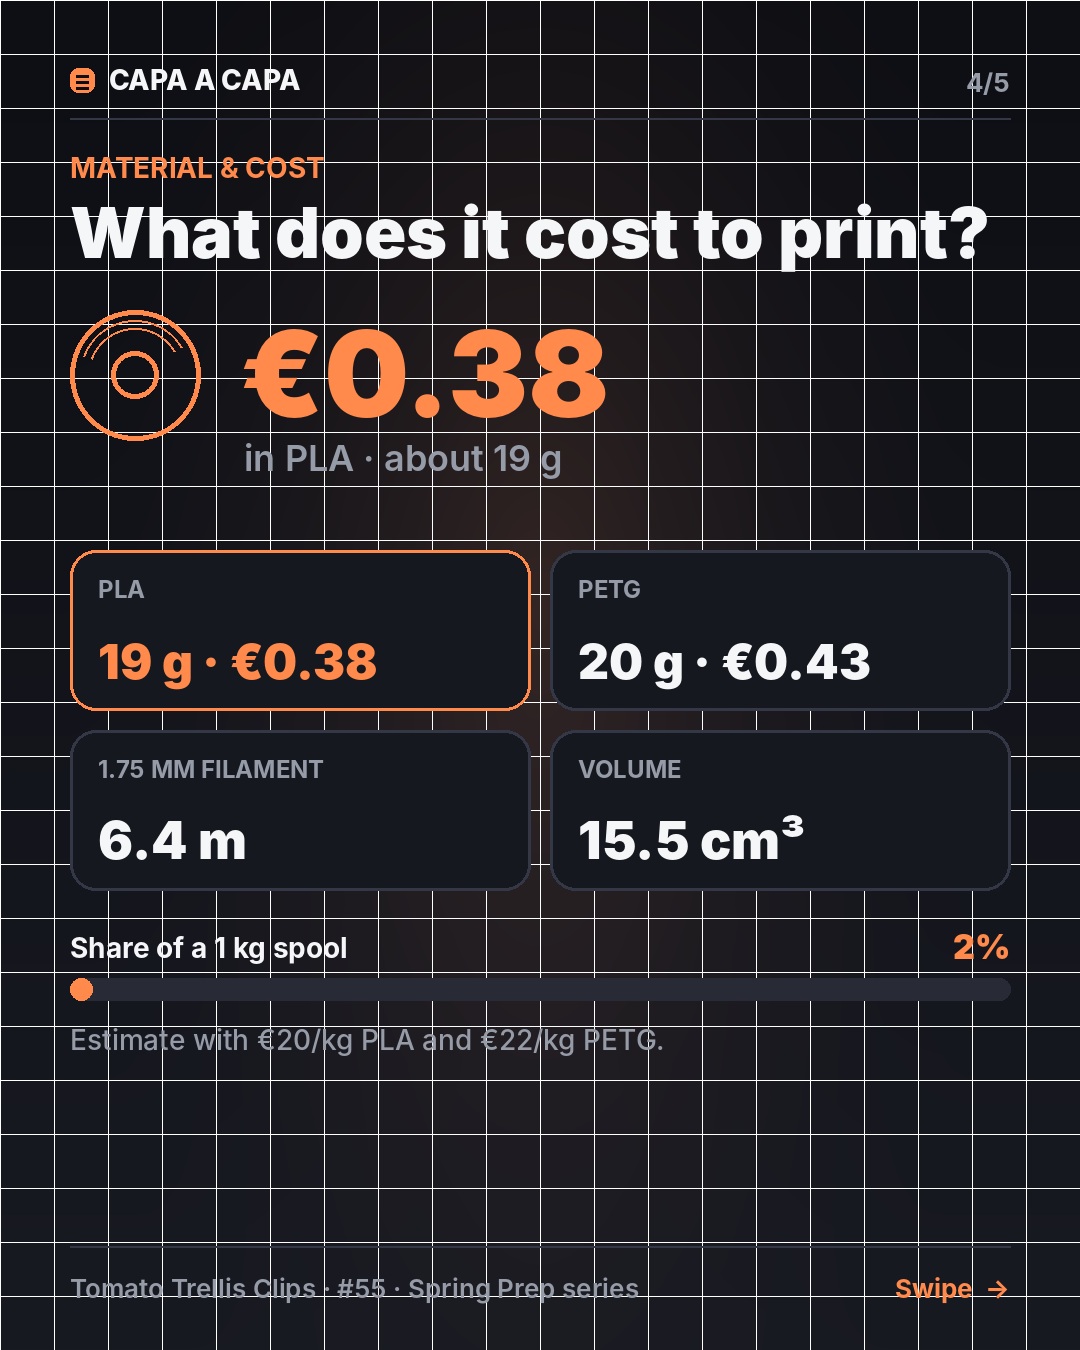 CAPA A CAPA
4/5
MATERIAL & COST
What does it cost to print?
€0.38
in PLA · about 19 g
PLA
19 g · €0.38
PETG
20 g · €0.43
1.75 MM FILAMENT
6.4 m
VOLUME
15.5 cm³
Share of a 1 kg spool
2%
Estimate with €20/kg PLA and €22/kg PETG.
Tomato Trellis Clips · #55 · Spring Prep series
Swipe →